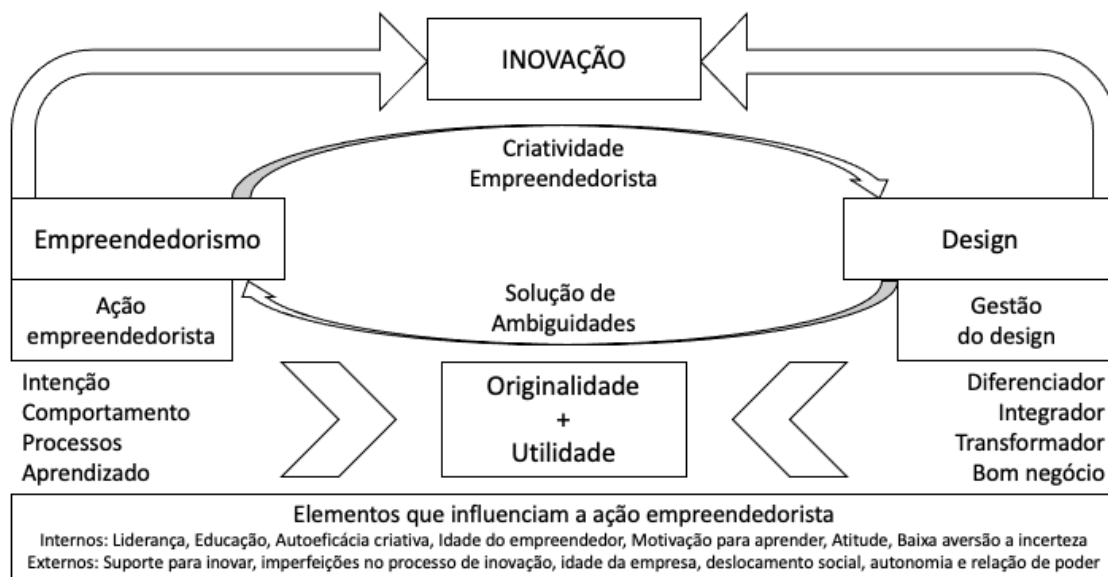 INOVAÇÃO
Criatividade
Empreendedorista
Empreendedorismo
Design
Ação
empreendedorista
Solução de
Ambiguidades
Gestão
do design
Intenção
Comportamento
Processos
Aprendizado
Originalidade
+
Utilidade
Diferenciador
Integrador
Transformador
Bom negócio
Elementos que influenciam a ação empreendedorista
Internos: Liderança, Educação, Autoeficácia criativa, Idade do empreendedor, Motivação para aprender, Atitude, Baixa aversão a incerteza
Externos: Suporte para inovar, imperfeições no processo de inovação, idade da empresa, deslocamento social, autonomia e relação de poder